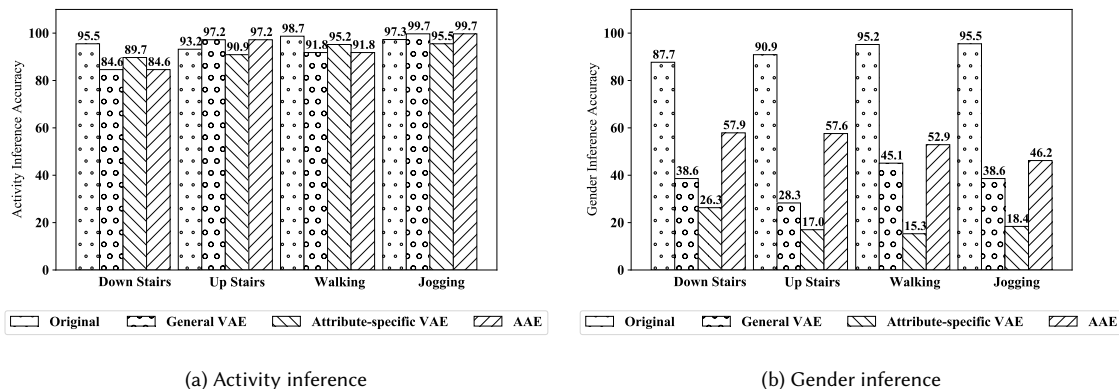 Activity Inference Accuracy
100
80
60
40
20
0
95.5
84.6
89.7
84.6
93.2
97.2
90.9
97.2
98.7
91.8
95.2
91.8
97.3
99.7
95.5
99.7
Down Stairs
Up Stairs
Walking
Jogging
Original
General VAE
Attribute-specific VAE
AAE
(a) Activity inference
Gender Inference Accuracy
100
80
60
40
20
0
87.7
38.6
26.3
57.9
90.9
28.3
17.0
57.6
95.2
45.1
15.3
52.9
95.5
38.6
18.4
46.2
Down Stairs
Up Stairs
Walking
Jogging
Original
General VAE
Attribute-specific VAE
AAE
(b) Gender inference